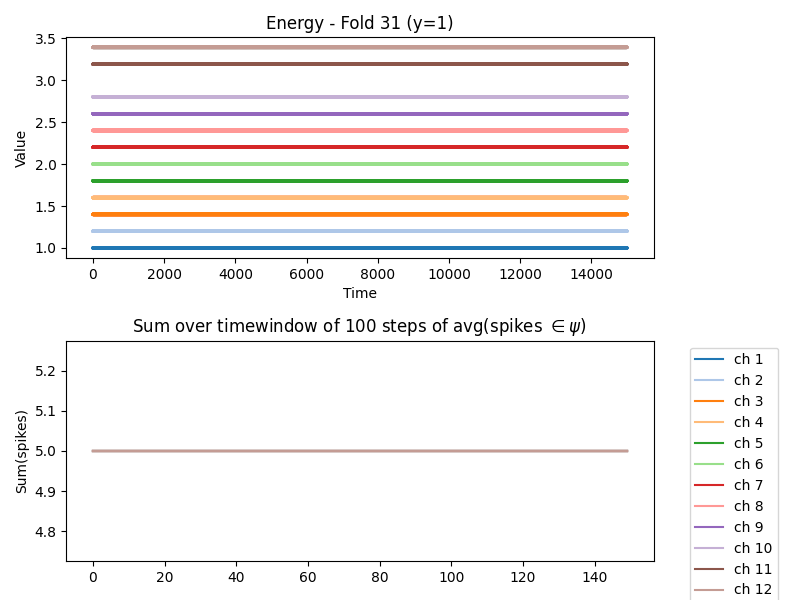 Energy - Fold 31 (y=1)
Value
3.5
3.0
2.5
2.0
1.5
1.0
0 2000 4000 6000 8000 10000 12000 14000
Time
Sum over timewindow of 100 steps of avg(spikes ∈ψ)
Sum(spikes)
5.2
5.1
5.0
4.9
4.8
0 20 40 60 80 100 120 140
ch 1
ch 2
ch 3
ch 4
ch 5
ch 6
ch 7
ch 8
ch 9
ch 10
ch 11
ch 12